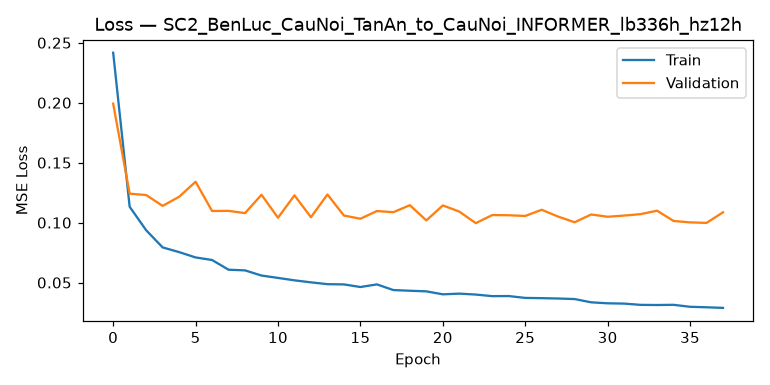 Loss — SC2_BenLuc_CauNoi_TanAn_to_CauNoi_INFORMER_lb336h_hz12h
Train
Validation
MSE Loss
0.25
0.20
0.15
0.10
0.05
0 5 10 15 20 25 30 35
Epoch